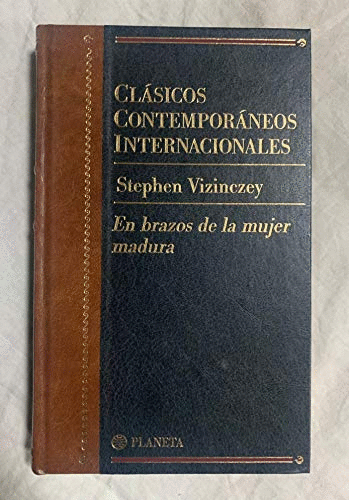 CLÁSICOS
CONTEMPORÁNEOS
INTERNACIONALES
Stephen Vizinczey
En brazos de la mujer
madura
PLANETA